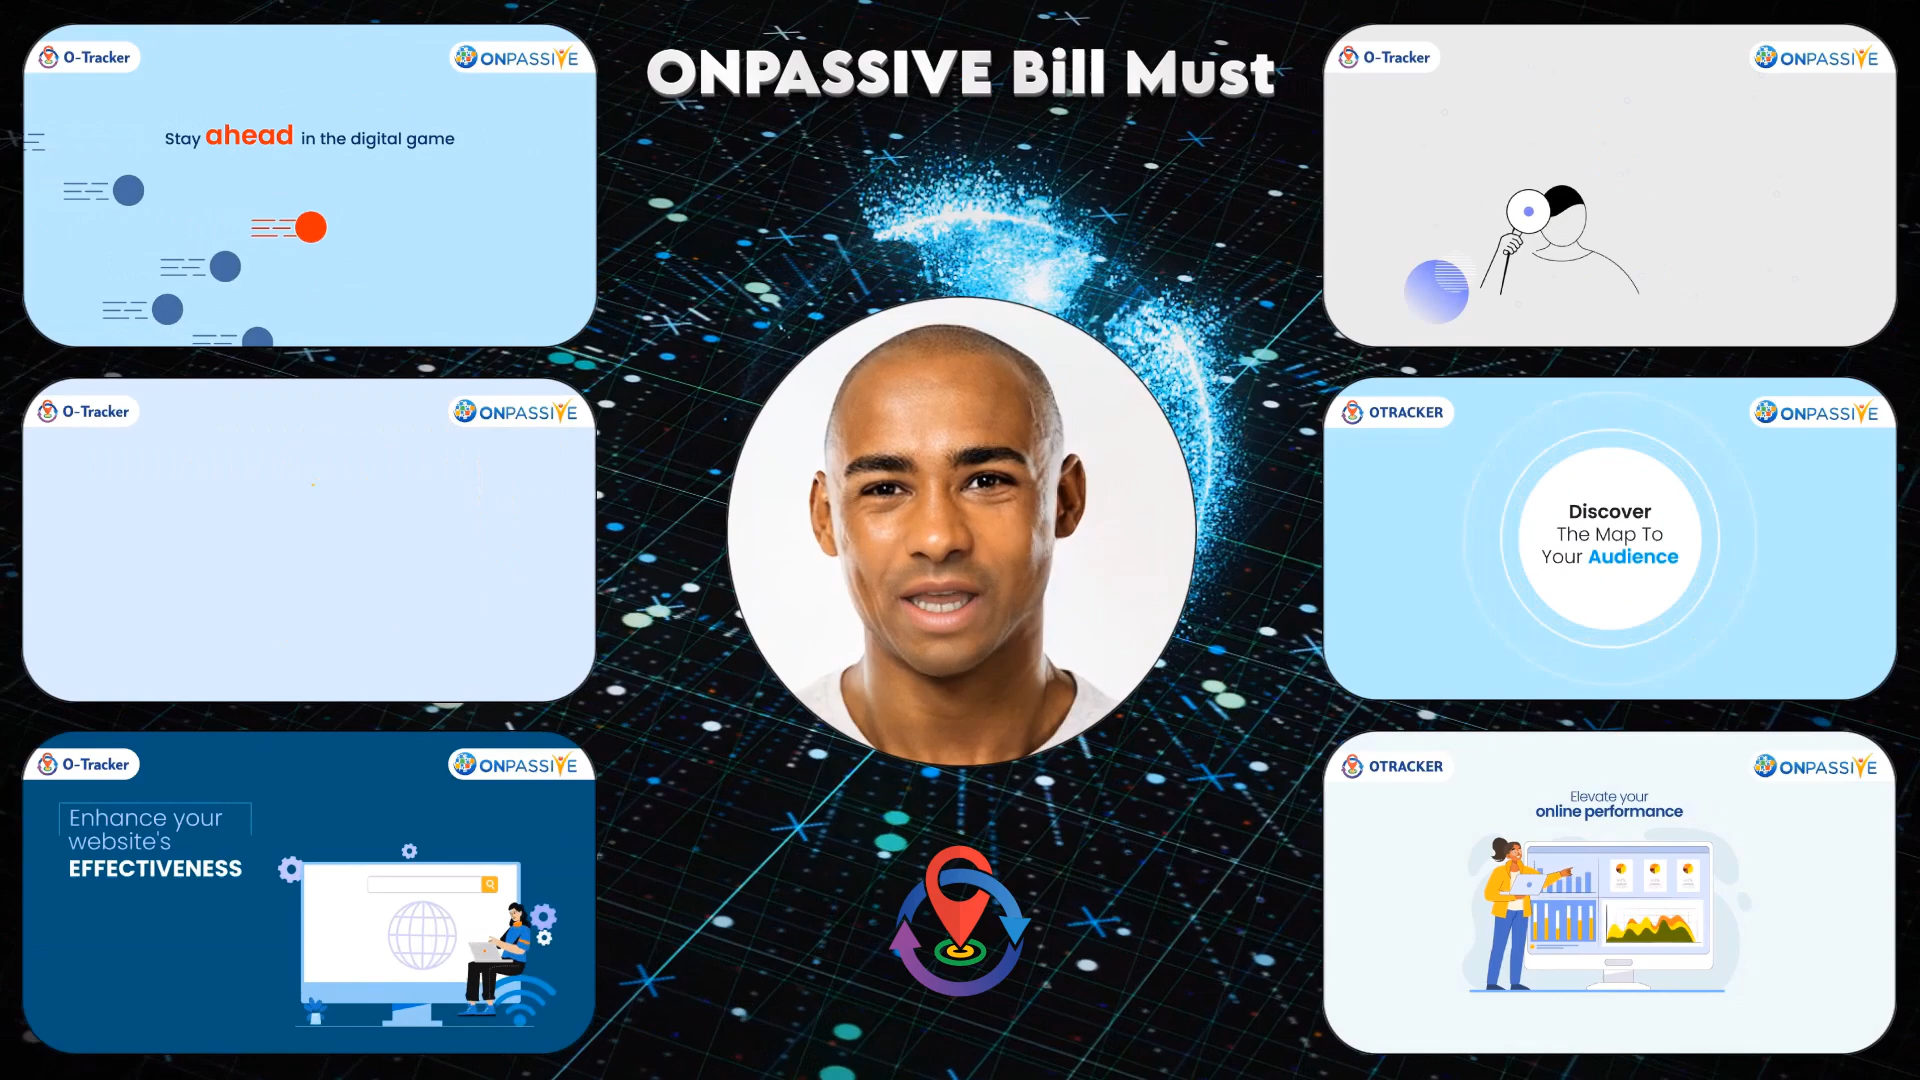 ONPASSIVE Bill Must
O-Tracker
ONPASSIVE
Stay ahead in the digital game
O-Tracker
ONPASSIVE
O-Tracker
ONPASSIVE
Enhance your
website's
EFFECTIVENESS
O-Tracker
ONPASSIVE
OTRACKER
ONPASSIVE
Discover
The Map To
Your Audience
OTRACKER
ONPASSIVE
Elevate your
online performance